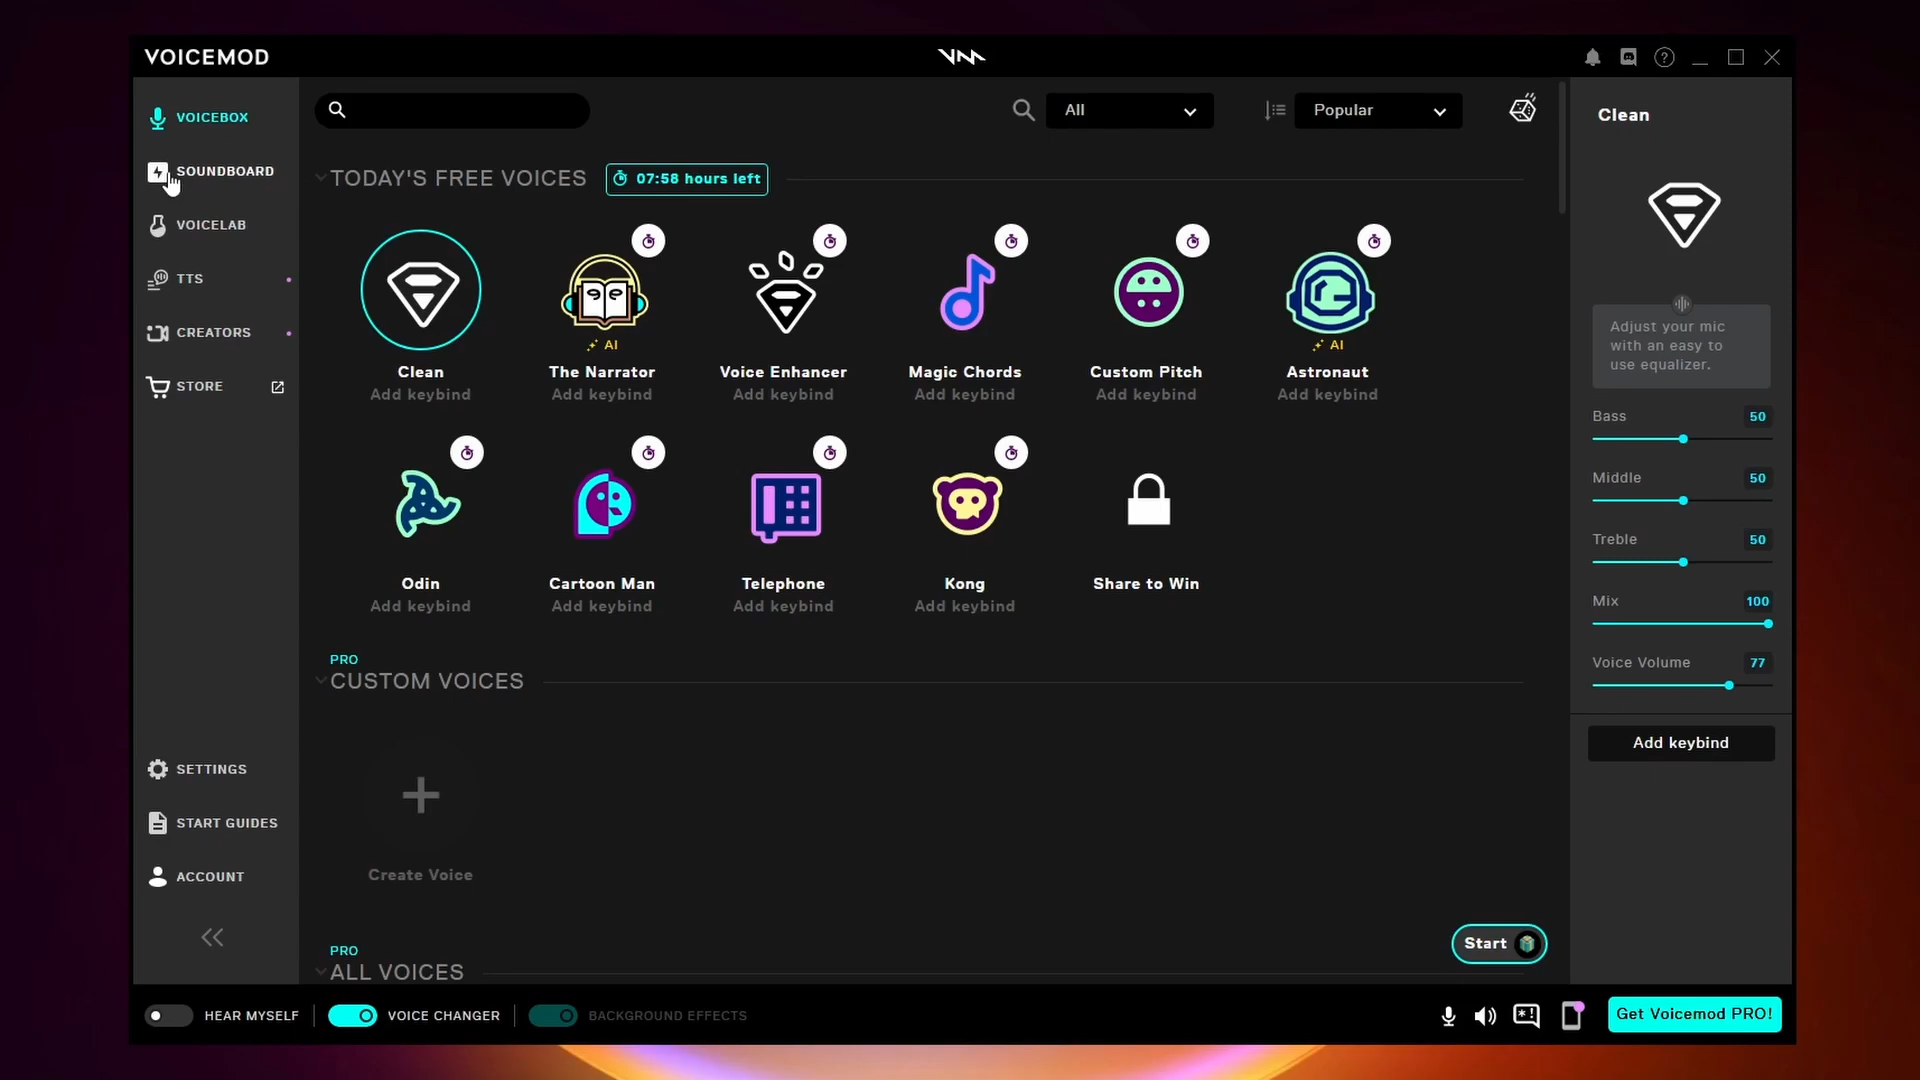 VOICEMOD
VOICEBOX
SOUNDBOARD
VOICELAB
TTS
CREATORS
STORE
SETTINGS
START GUIDES
ACCOUNT
All
Popular
TODAY'S FREE VOICES
07:58 hours left
AI
AI
Clean
The Narrator
Voice Enhancer
Magic Chords
Custom Pitch
Astronaut
Add keybind
Add keybind
Add keybind
Add keybind
Add keybind
Add keybind
Odin
Cartoon Man
Telephone
Kong
Share to Win
Add keybind
Add keybind
Add keybind
Add keybind
PRO
CUSTOM VOICES
Create Voice
PRO
ALL VOICES
Start
Clean
Adjust your mic
with an easy to
use equalizer.
Bass 50
Middle 50
Treble 50
Mix 100
Voice Volume 77
Add keybind
HEAR MYSELF
VOICE CHANGER
BACKGROUND EFFECTS
Get Voicemod PRO!